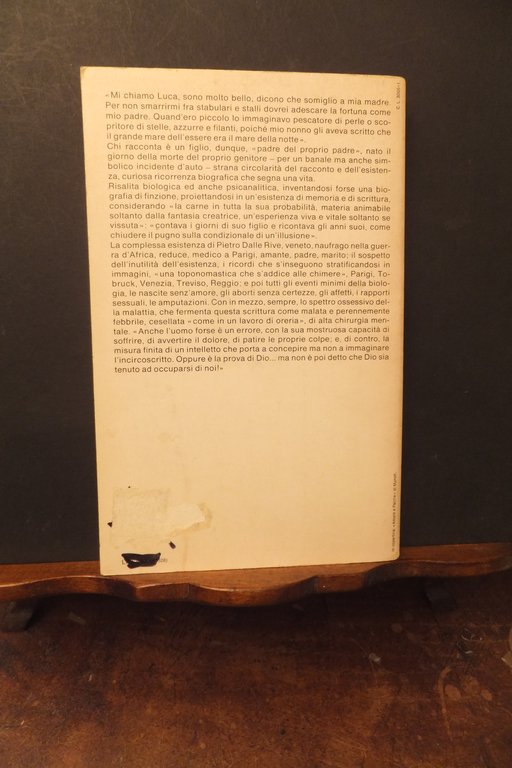 «Mi chiamo Luca, sono molto bello, dicono che somiglio a mia madre.
Per non smarrirmi fra stabulari e stalli dovrei adescare la fortuna come
mio padre. Quand'ero piccolo lo immaginavo pescatore di perle o sco-
pritore di stelle, azzurre e filanti, poiché mio nonno gli aveva scritto che
il grande mare dell'essere era il mare della notte».
Chi racconta è un figlio, dunque, «padre del proprio padre», nato il
giorno della morte del proprio genitore – per un banale ma anche sim-
bolico incidente d'auto – strana circolarità del racconto e dell'esisten-
za, curiosa ricorrenza biografica che segna una vita.
Risalita biologica ed anche psicanalitica, inventandosi forse una bio-
grafia di finzione, proiettandosi in un'esistenza di memoria e di scrittura,
considerando «la carne in tutta la sua probabilità, materia animabile
soltanto dalla fantasia creatrice, un'esperienza viva e vitale soltanto se
vissuta»: «contava i giorni di suo figlio e ricontava gli anni suoi, come
chiudere il pugno sulla condizionale di un'illusione».
La complessa esistenza di Pietro Dalle Rive, veneto, naufrago nella guer-
ra d'Africa, reduce, medico a Parigi, amante, padre, marito; il sospetto
dell'inutilità dell'esistenza, i ricordi che s'inseguono stratificandosi in
immagini, «una toponomastica che s'addice alle chimere», Parigi, To-
bruck, Venezia, Treviso, Reggio; e poi tutti gli eventi minimi della bio-
logia, le nascite senz'amore, gli aborti senza certezze, gli affetti, i rapporti
sessuali, le amputazioni. Con in mezzo, sempre, lo spettro ossessivo del-
la malattia, che fermenta questa scrittura come malata e perennemente
febbrile, cesellata «come in un lavoro di oreria», di alta chirurgia men-
tale. «Anche l'uomo forse è un errore, con la sua mostruosa capacità di
soffrire, di avvertire il dolore, di patire le proprie colpe; e, di contro, la
misura finita di un intelletto che porta a concepire ma non a immaginare
l'incircoscritto. Oppure è la prova di Dio... ma non è poi detto che Dio sia
tenuto ad occuparsi di noi!»